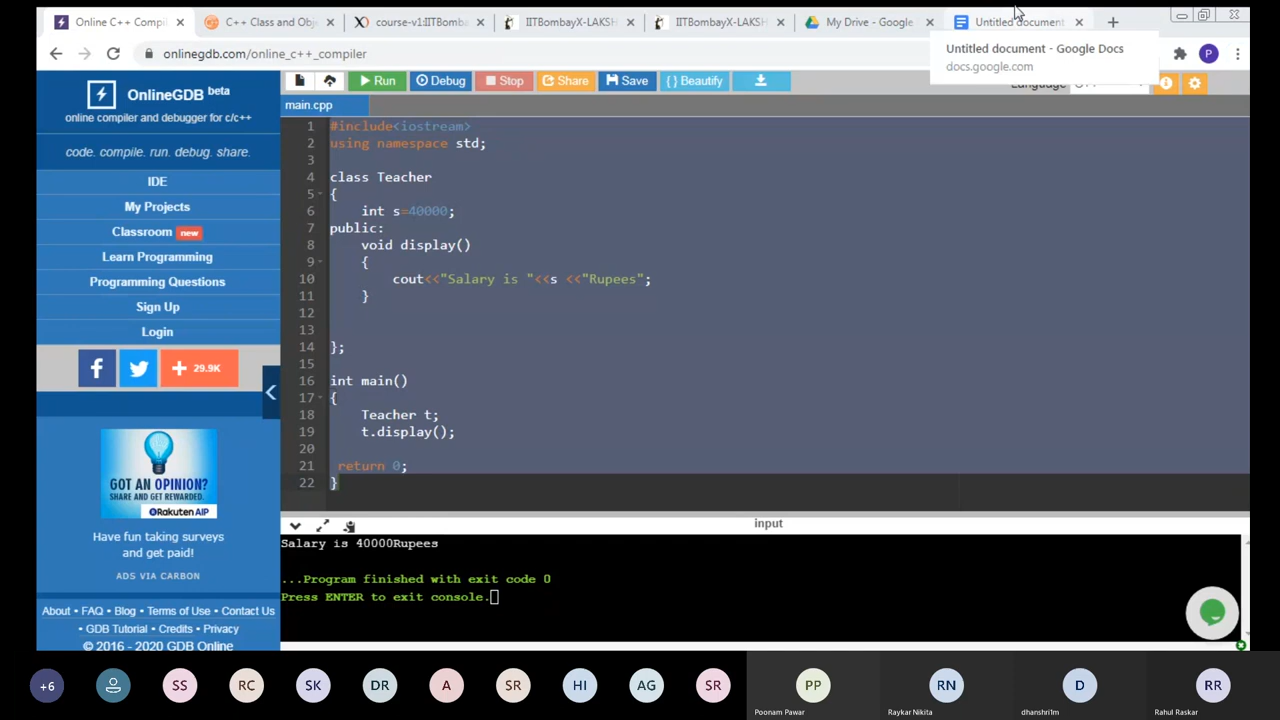 Online C++ Compil
C++ Class and Obj
course-v1:IITBomb
IITBombayX-LAKSH
IITBombayX-LAKSH
My Drive - Google
Untitled document
Untitled document - Google Docs
docs.google.com
onlinegdb.com/online_c++_compiler
P
OnlineGDB beta
online compiler and debugger for c/c++
code. compile. run. debug. share.
IDE
My Projects
Classroom new
Learn Programming
Programming Questions
Sign Up
Login
f
+ 29.9K
GOT AN OPINION?
SHARE AND GET REWARDED.
Rakuten AIP
Have fun taking surveys
and get paid!
ADS VIA CARBON
About • FAQ • Blog • Terms of Use • Contact Us
• GDB Tutorial • Credits • Privacy
© 2016 - 2020 GDB Online
Run Debug Stop Share Save { } Beautify
Language
main.cpp
1 #include<iostream>
2 using namespace std;
3
4 class Teacher
5 {
6 int s=40000;
7 public:
8 void display()
9 {
10 cout<<"Salary is "<<s <<"Rupees";
11 }
12
13
14 };
15
16 int main()
17 {
18 Teacher t;
19 t.display();
20
21 return 0;
22 }
input
Salary is 40000Rupees
...Program finished with exit code 0
Press ENTER to exit console.
+6 SS RC SK DR A SR HI AG SR PP RN D RR
Poonam Pawar Raykar Nikita dhanshri1m Rahul Raskar